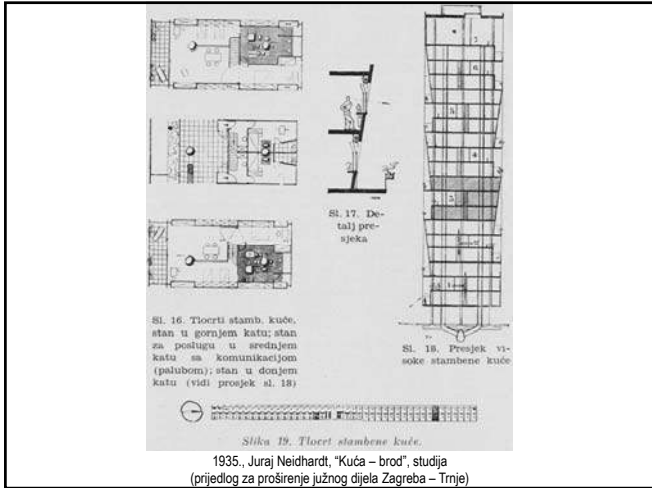 Sl. 17. De-
talj pre-
sjeka
Sl. 16. Tlocrti stamb. kuće,
stan u gornjem katu; stan
za poslugu u srednjem
katu sa komunikacijom
(palubom); stan u donjem
katu (vidi prosjek sl. 18)
Sl. 18. Presjek vi-
soke stambene kuće
Slika 19. Tlocrt stambene kuće.
1935., Juraj Neidhardt, “Kuća – brod”, studija
(prijedlog za proširenje južnog dijela Zagreba – Trnje)